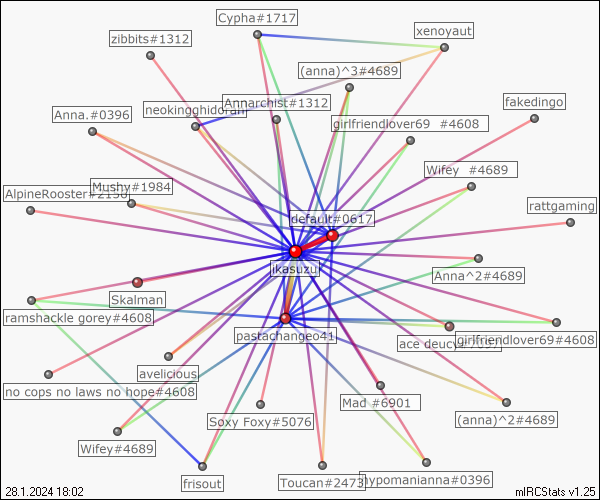 Cypha#1717
xenoyaut
zibbits#1312
(anna)^3#4689
Annarchist#1312
neokingghidorah
fakedingo
Anna.#0396
girlfriendlover69 #4608
Wifey #4689
Mushy#1984
AlpineRooster#2150
rattgaming
default#0617
jkasuzu
Anna^2#4689
Skalman
ramshackle gorey#4608
pastachangeo41
ace deucy
girlfriendlover69#4608
avelicious
no cops no laws no hope#4608
Mad #6901
Soxy Foxy#5076
(anna)^2#4689
Wifey#4689
frisout
Toucan#2473
hypomanianna#0396
28.1.2024 18:02
mIRCStats v1.25